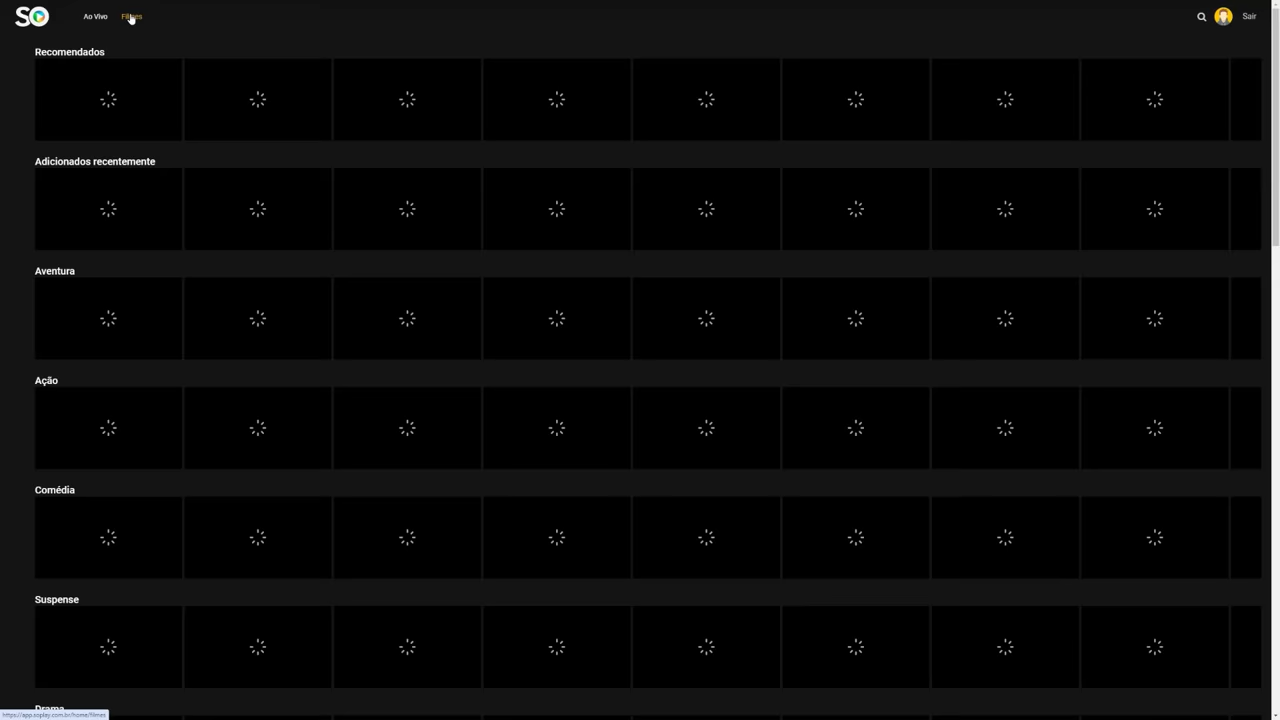 SO
Ao Vivo
Filmes
Sair
Recomendados
Adicionados recentemente
Aventura
Ação
Comédia
Suspense
Drama
https://app.soplay.com.br/home/filmes